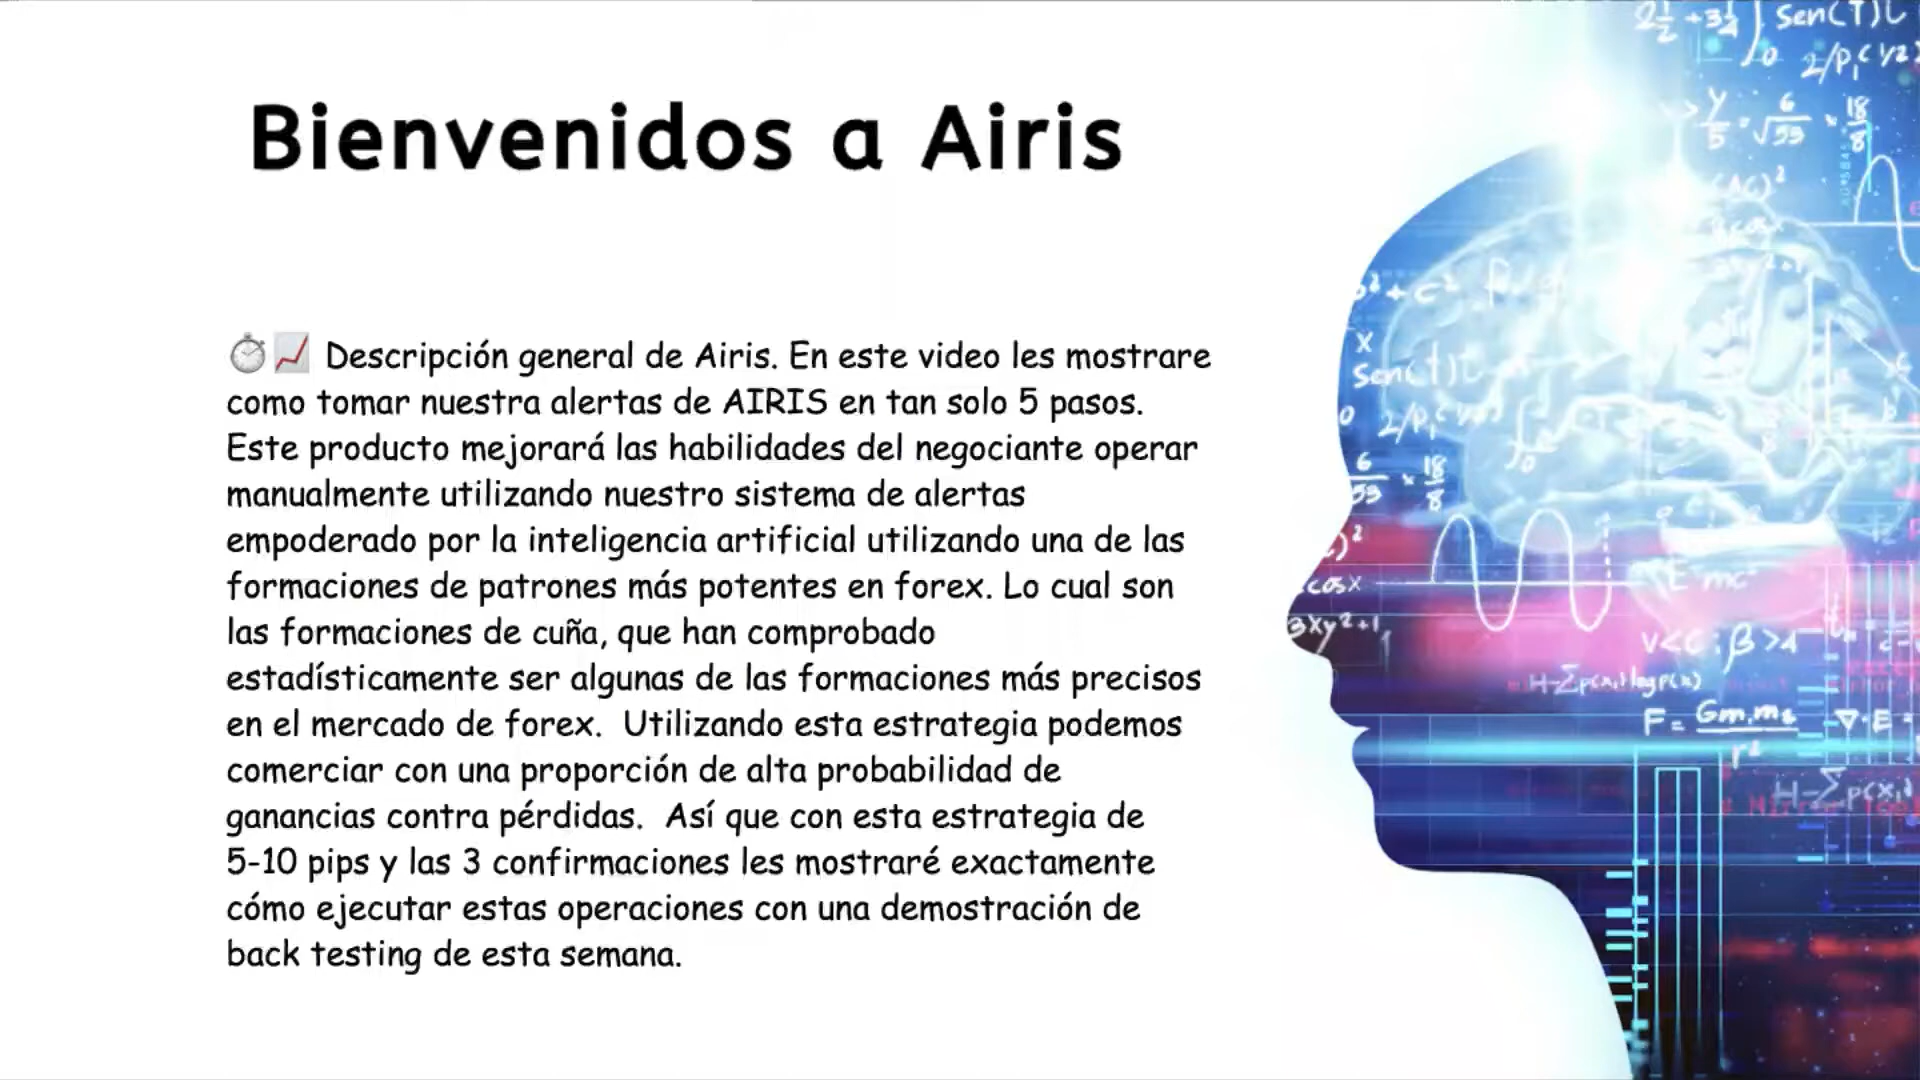 Bienvenidos a Airis
⏱📈 Descripción general de Airis. En este video les mostrare
como tomar nuestra alertas de AIRIS en tan solo 5 pasos.
Este producto mejorará las habilidades del negociante operar
manualmente utilizando nuestro sistema de alertas
empoderado por la inteligencia artificial utilizando una de las
formaciones de patrones más potentes en forex. Lo cual son
las formaciones de cuña, que han comprobado
estadísticamente ser algunas de las formaciones más precisos
en el mercado de forex.  Utilizando esta estrategia podemos
comerciar con una proporción de alta probabilidad de
ganancias contra pérdidas.  Así que con esta estrategia de
5-10 pips y las 3 confirmaciones les mostraré exactamente
cómo ejecutar estas operaciones con una demostración de
back testing de esta semana.